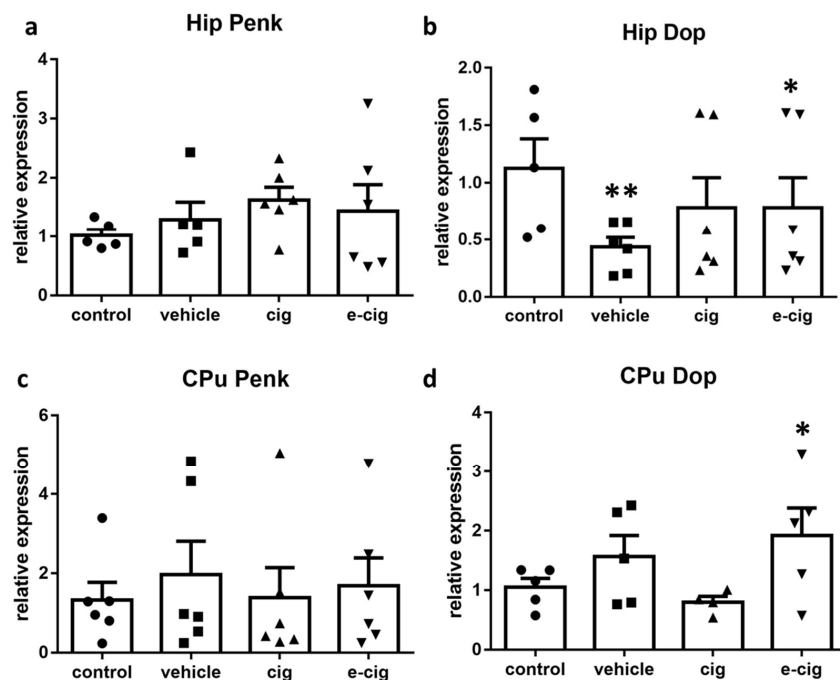 a
Hip Penk
relative expression
4
3
2
1
0
control vehicle cig e-cig
b
Hip Dop
relative expression
2.0
1.5
1.0
0.5
0.0
**
*
control vehicle cig e-cig
c
CPu Penk
relative expression
6
4
2
0
control vehicle cig e-cig
d
CPu Dop
relative expression
4
3
2
1
0
*
control vehicle cig e-cig